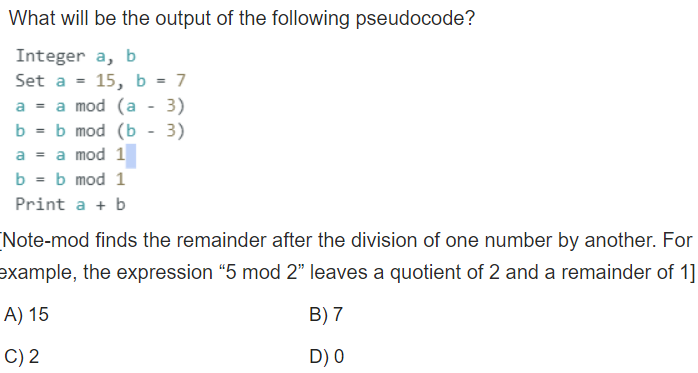 What will be the output of the following pseudocode?
Integer a, b
Set a = 15, b = 7
a = a mod (a - 3)
b = b mod (b - 3)
a = a mod 1
b = b mod 1
Print a + b
[Note-mod finds the remainder after the division of one number by another. For
example, the expression “5 mod 2” leaves a quotient of 2 and a remainder of 1]
A) 15 B) 7
C) 2 D) 0